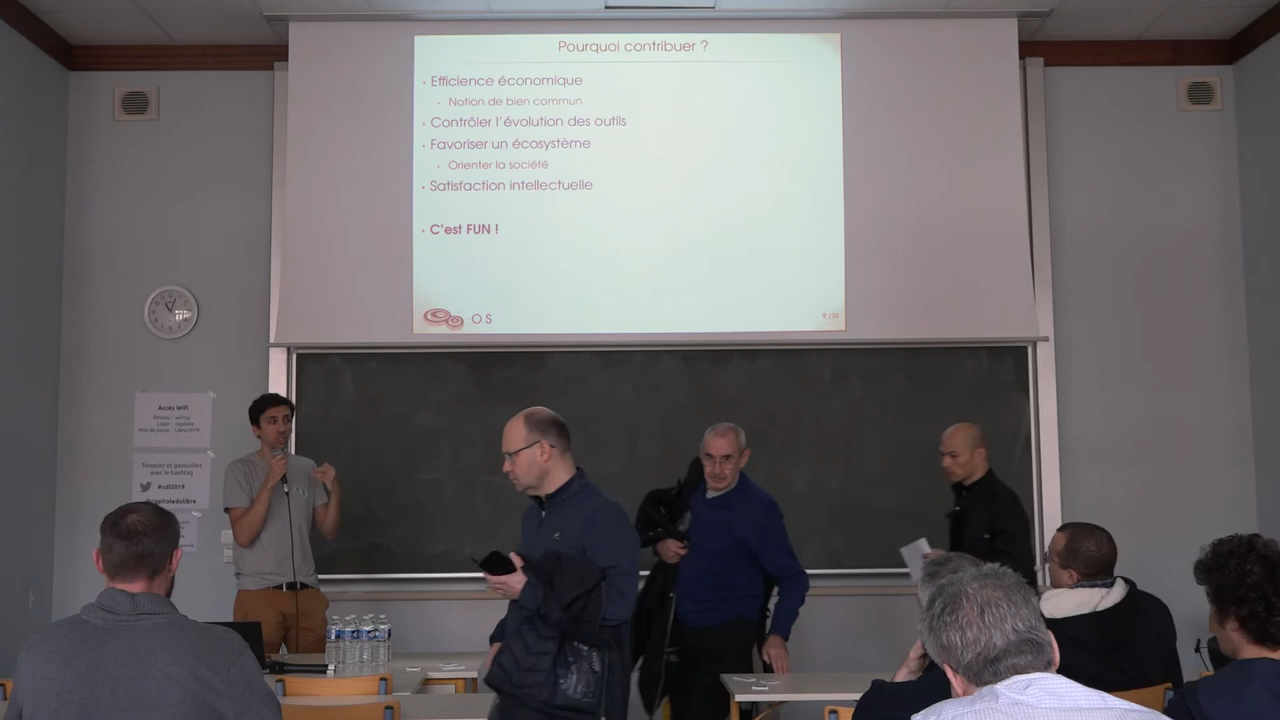 Pourquoi contribuer ?
Efficience économique
Notion de bien commun
Contrôler l'évolution des outils
Favoriser un écosystème
Orienter la société
Satisfaction intellectuelle
C'est FUN !
OS
Accès Wifi
Tweetez et gazouillez
avec le hashtag
#cdl2019
@capitoledulibre